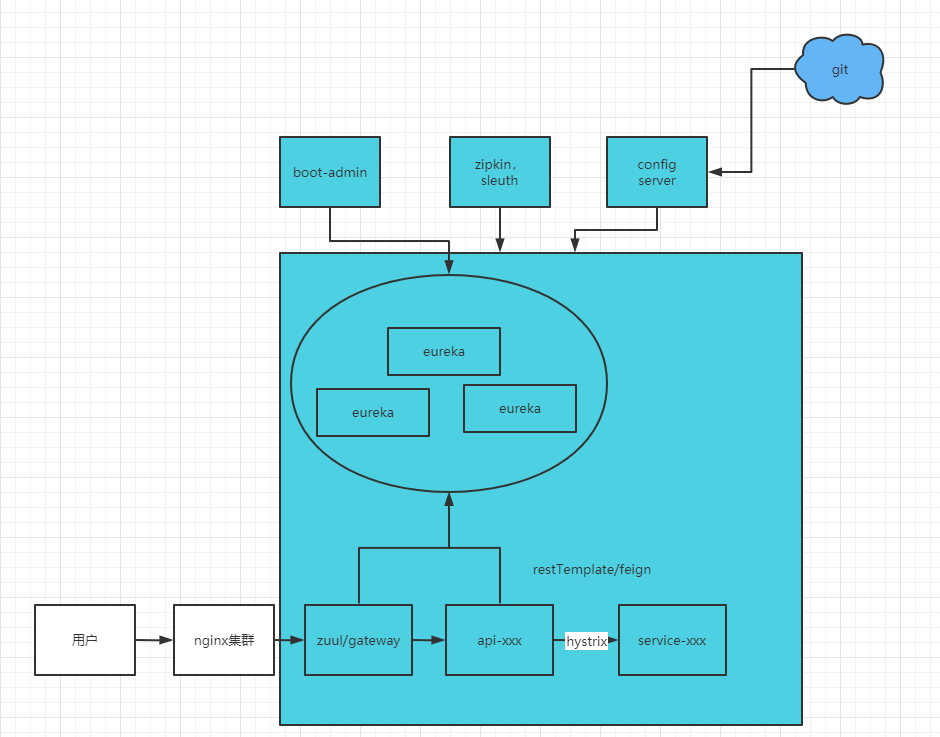 git
boot-admin
zipkin,
sleuth
config
server
eureka
eureka
eureka
restTemplate/feign
用户
nginx集群
zuul/gateway
api-xxx
hystrix
service-xxx